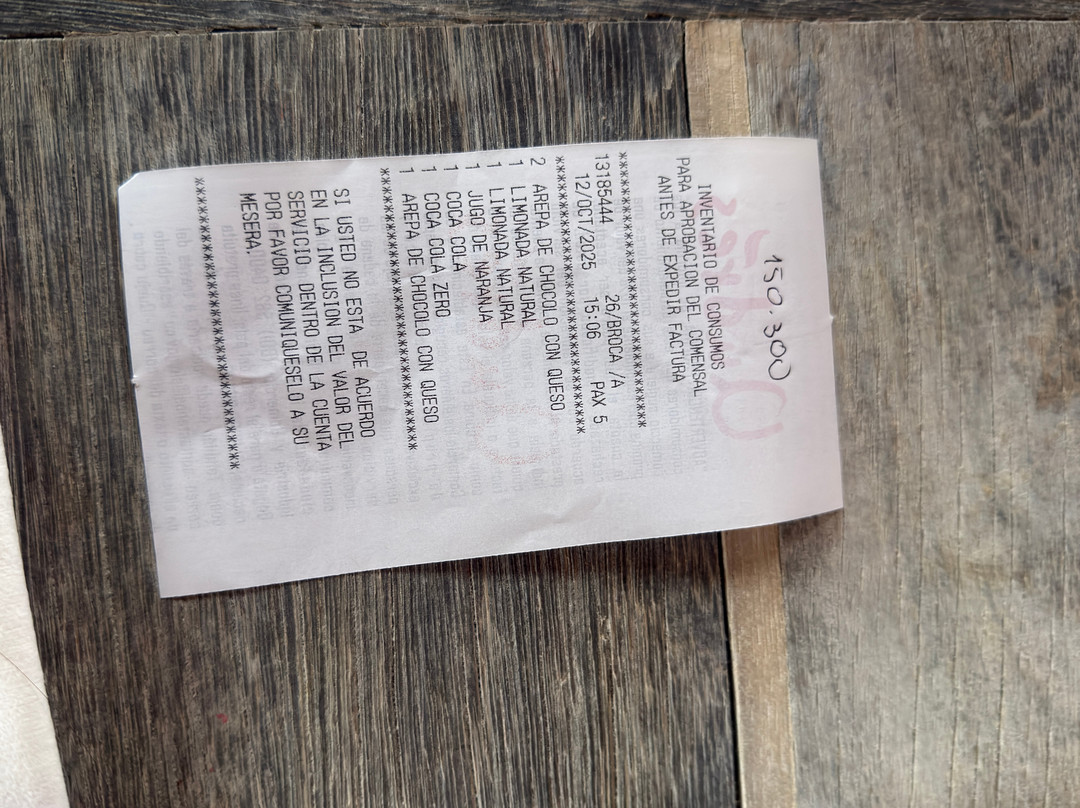 150.300
INVENTARIO DE CONSUMOS
PARA APROBACION DEL COMENSAL
ANTES DE EXPEDIR FACTURA
**********************************
13185444 26/BROCA /A
12/OCT/2025 15:06 PAX 5
**********************************
2 AREPA DE CHOCOLO CON QUESO
1 LIMONADA NATURAL
1 LIMONADA NATURAL
1 JUGO DE NARANJA
1 COCA COLA
1 COCA COLA ZERO
1 AREPA DE CHOCOLO CON QUESO
**********************************
SI USTED NO ESTA DE ACUERDO
EN LA INCLUSION DEL VALOR DEL
SERVICIO DENTRO DE LA CUENTA
POR FAVOR COMUNIQUESELO A SU
MESERA.
**********************************